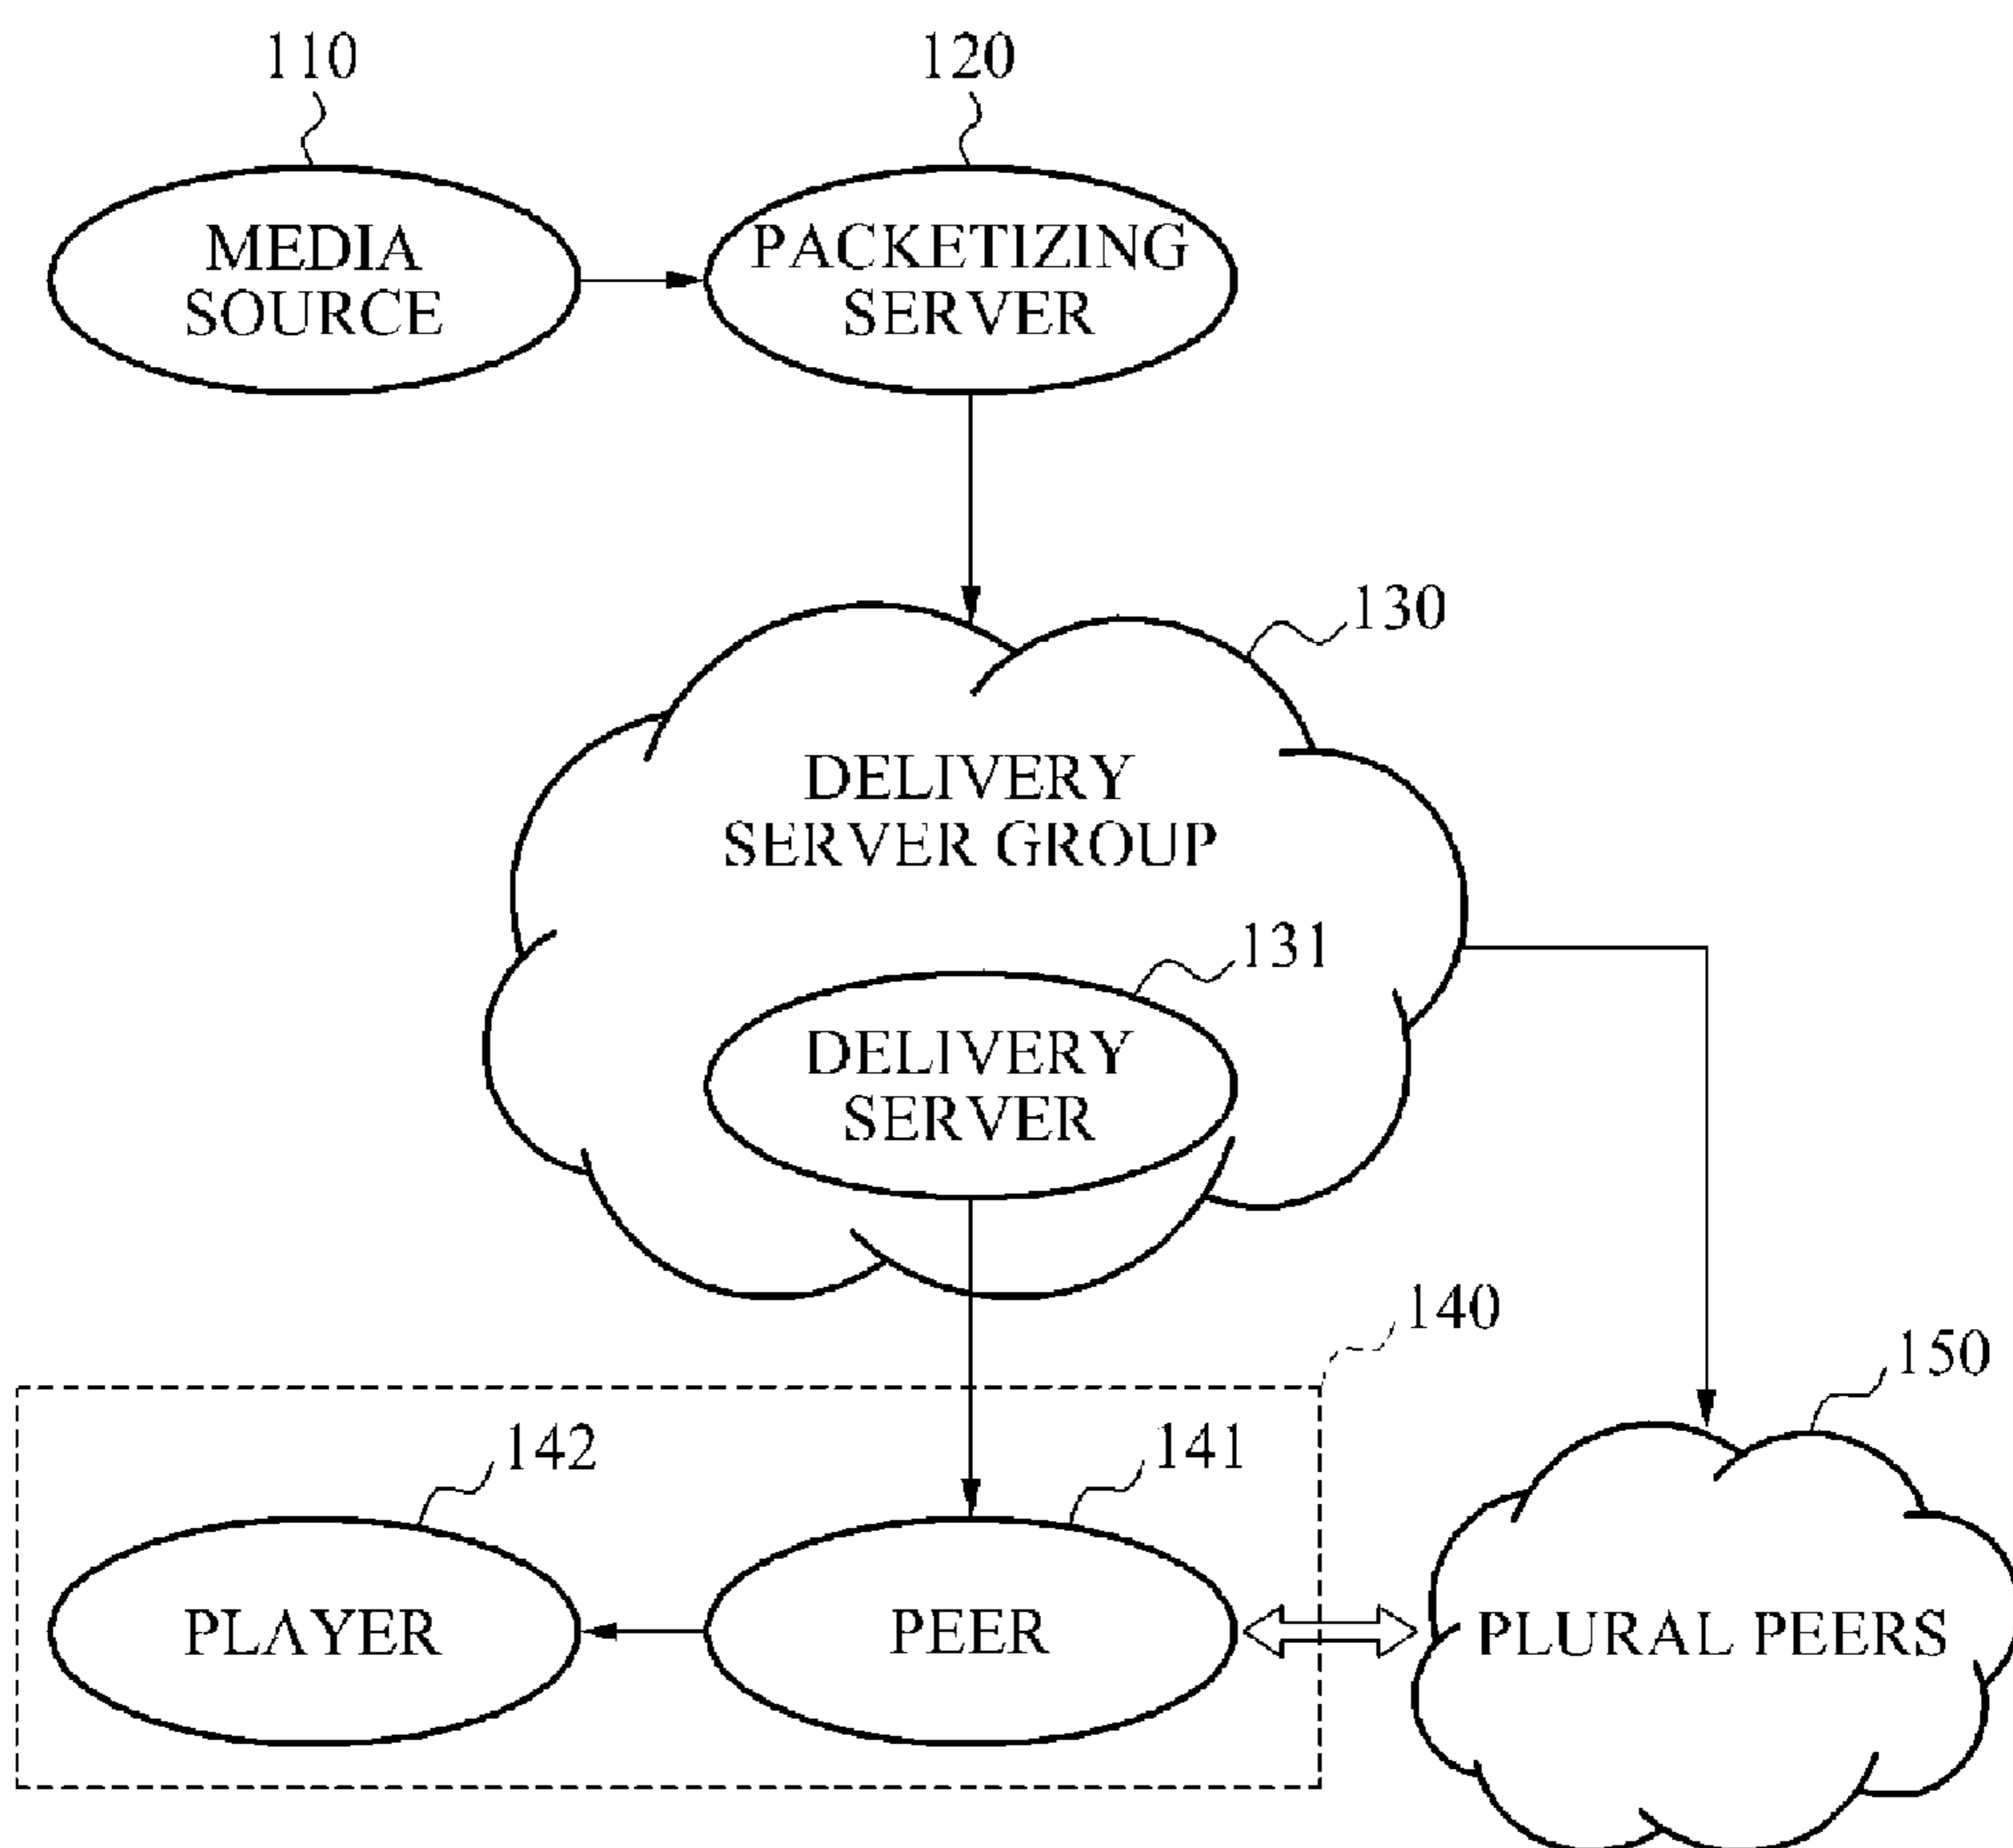 110
120
MEDIA
SOURCE
PACKETIZING
SERVER
130
DELIVERY
SERVER GROUP
131
DELIVERY
SERVER
140
150
142
141
PLAYER
PEER
PLURAL PEERS